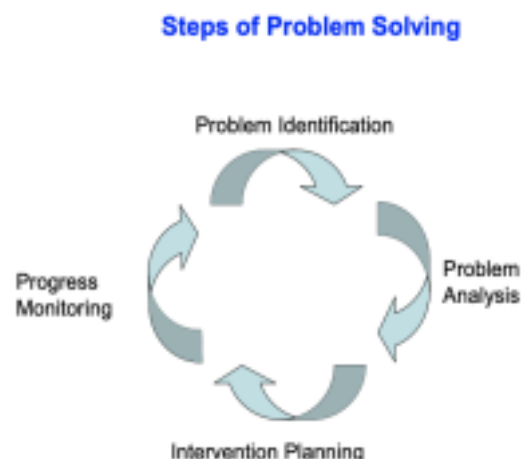 Steps of Problem Solving
Problem Identification
Problem
Analysis
Intervention Planning
Progress
Monitoring